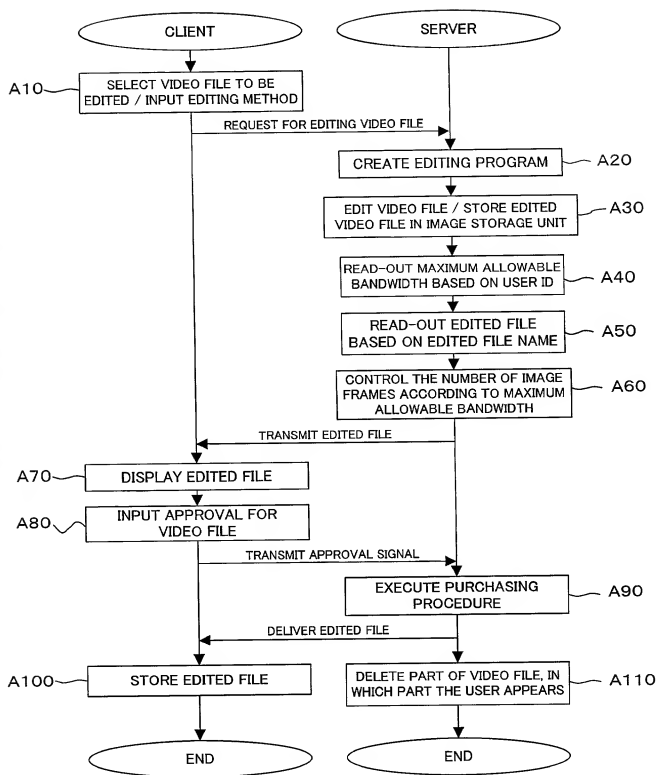 CLIENT
SERVER
A10
SELECT VIDEO FILE TO BE
EDITED / INPUT EDITING METHOD
REQUEST FOR EDITING VIDEO FILE
CREATE EDITING PROGRAM
A20
EDIT VIDEO FILE / STORE EDITED
VIDEO FILE IN IMAGE STORAGE UNIT
A30
READ-OUT MAXIMUM ALLOWABLE
BANDWIDTH BASED ON USER ID
A40
READ-OUT EDITED FILE
BASED ON EDITED FILE NAME
A50
CONTROL THE NUMBER OF IMAGE
FRAMES ACCORDING TO MAXIMUM
ALLOWABLE BANDWIDTH
A60
TRANSMIT EDITED FILE
A70
DISPLAY EDITED FILE
A80
INPUT APPROVAL FOR
VIDEO FILE
TRANSMIT APPROVAL SIGNAL
EXECUTE PURCHASING
PROCEDURE
A90
DELIVER EDITED FILE
A100
STORE EDITED FILE
DELETE PART OF VIDEO FILE, IN
WHICH PART THE USER APPEARS
A110
END
END